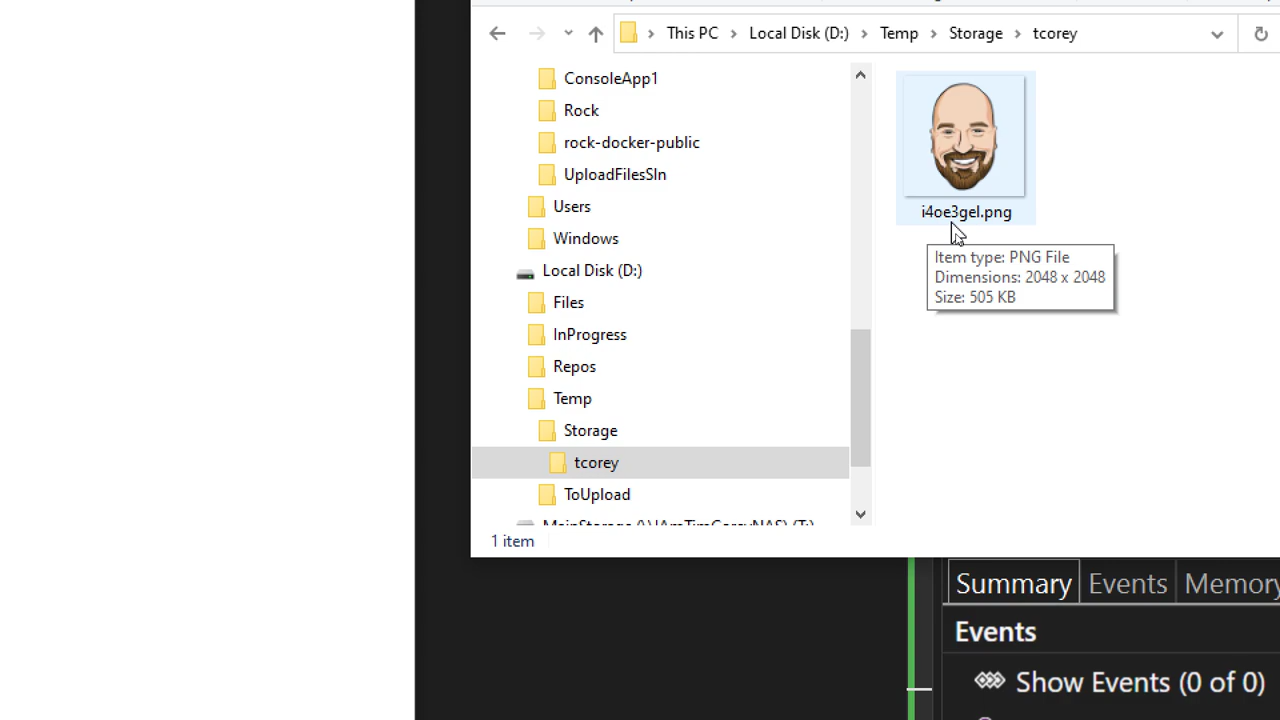 This PC > Local Disk (D:) > Temp > Storage > tcorey
ConsoleApp1
Rock
rock-docker-public
UploadFilesSln
Users
Windows
Local Disk (D:)
Files
InProgress
Repos
Temp
Storage
tcorey
ToUpload
MainStorage (\\IAmTimCoreyNAS) (T:)
1 item
i4oe3gel.png
Item type: PNG File
Dimensions: 2048 x 2048
Size: 505 KB
Summary Events Memory
Events
Show Events (0 of 0)